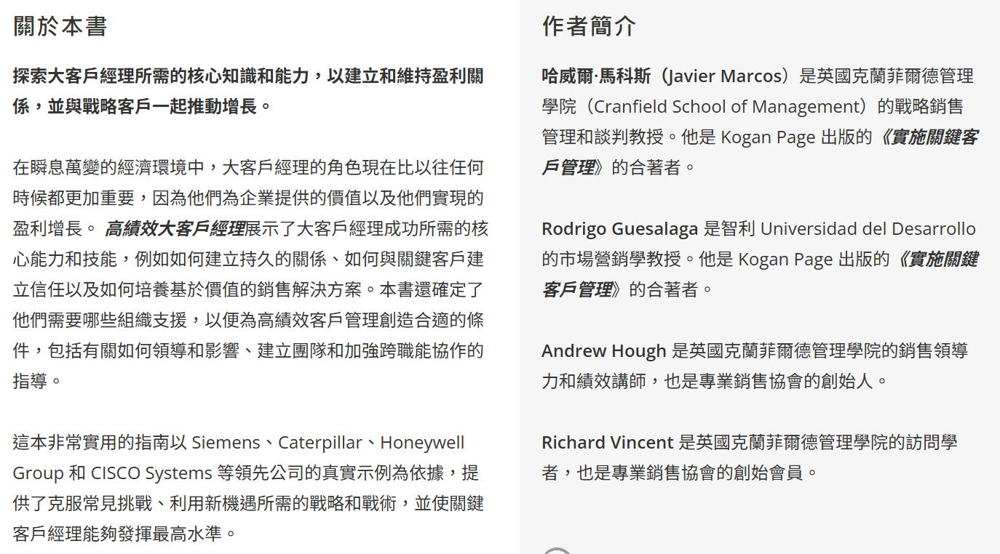 關於本書
探索大客戶經理所需的核心知識和能力，以建立和維持盈利關
係，並與戰略客戶一起推動增長。
在瞬息萬變的經濟環境中，大客戶經理的角色現在比以往任何
時候都更加重要，因為他們為企業提供的價值以及他們實現的
盈利增長。 高績效大客戶經理展示了大客戶經理成功所需的核
心能力和技能，例如如何建立持久的關係、如何與關鍵客戶建
立信任以及如何培養基於價值的銷售解決方案。本書還確定了
他們需要哪些組織支援，以便為高績效客戶管理創造合適的條
件，包括有關如何領導和影響、建立團隊和加強跨職能協作的
指導。
這本非常實用的指南以 Siemens、Caterpillar、Honeywell
Group 和 CISCO Systems 等領先公司的真實示例為依據，提
供了克服常見挑戰、利用新機遇所需的戰略和戰術，並使關鍵
客戶經理能夠發揮最高水準。
作者簡介
哈威爾·馬科斯（Javier Marcos）是英國克蘭菲爾德管理
學院（Cranfield School of Management）的戰略銷售
管理和談判教授。他是 Kogan Page 出版的《實施關鍵客
戶管理》的合著者。
Rodrigo Guesalaga 是智利 Universidad del Desarrollo
的市場營銷學教授。他是 Kogan Page 出版的《實施關鍵
客戶管理》的合著者。
Andrew Hough 是英國克蘭菲爾德管理學院的銷售領導
力和績效講師，也是專業銷售協會的創始人。
Richard Vincent 是英國克蘭菲爾德管理學院的訪問學
者，也是專業銷售協會的創始會員。